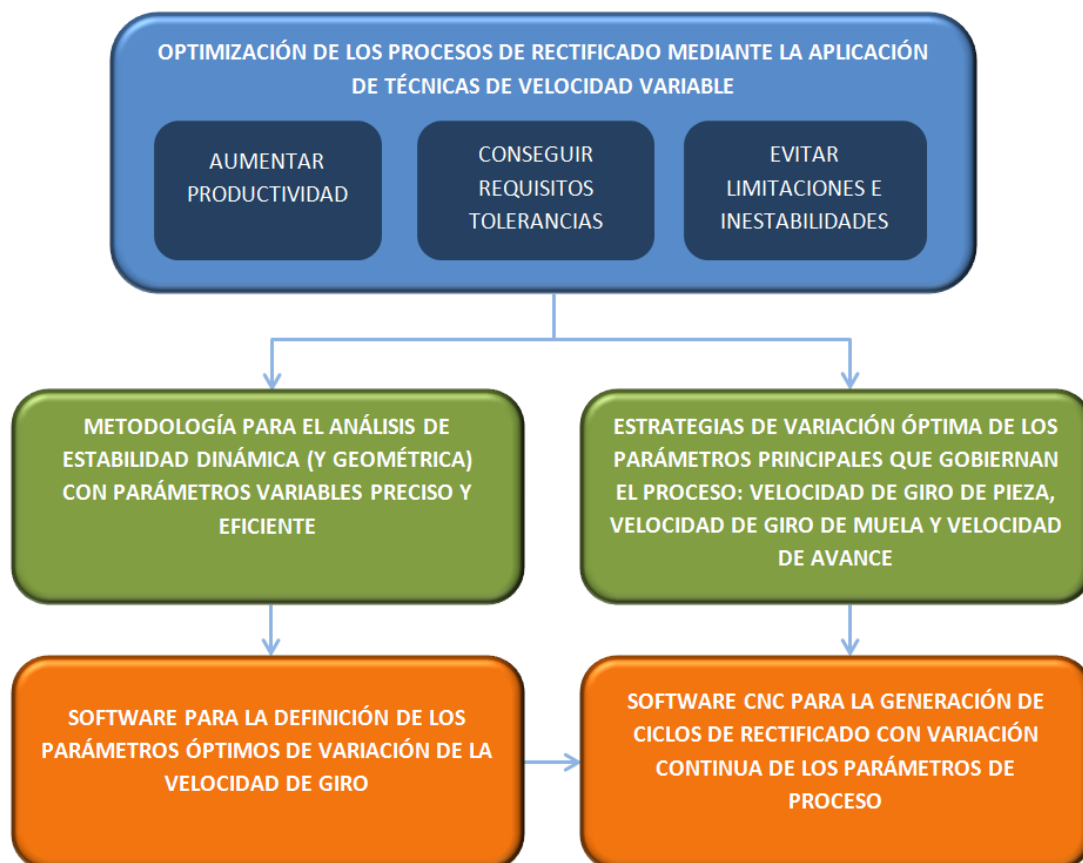 OPTIMIZACIÓN DE LOS PROCESOS DE RECTIFICADO MEDIANTE LA APLICACIÓN
DE TÉCNICAS DE VELOCIDAD VARIABLE
AUMENTAR
PRODUCTIVIDAD
CONSEGUIR
REQUISITOS
TOLERANCIAS
EVITAR
LIMITACIONES E
INESTABILIDADES
METODOLOGÍA PARA EL ANÁLISIS DE
ESTABILIDAD DINÁMICA (Y GEOMÉTRICA)
CON PARÁMETROS VARIABLES PRECISO Y
EFICIENTE
ESTRATEGIAS DE VARIACIÓN ÓPTIMA DE LOS
PARÁMETROS PRINCIPALES QUE GOBIERNAN
EL PROCESO: VELOCIDAD DE GIRO DE PIEZA,
VELOCIDAD DE GIRO DE MUELA Y VELOCIDAD
DE AVANCE
SOFTWARE PARA LA DEFINICIÓN DE LOS
PARÁMETROS ÓPTIMOS DE VARIACIÓN DE LA
VELOCIDAD DE GIRO
SOFTWARE CNC PARA LA GENERACIÓN DE
CICLOS DE RECTIFICADO CON VARIACIÓN
CONTINUA DE LOS PARÁMETROS DE
PROCESO